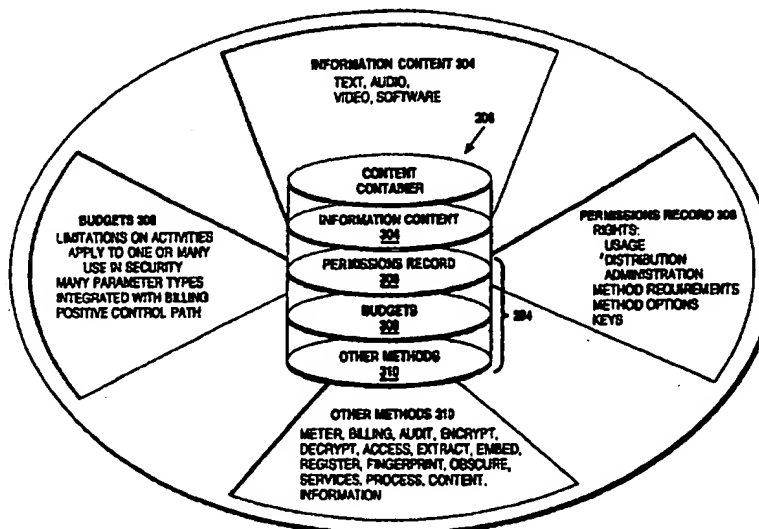 INFORMATION CONTENT 304
TEXT, AUDIO,
VIDEO, SOFTWARE
CONTENT
CONTAINER
INFORMATION CONTENT
304
PERMISSIONS RECORD
BUDGETS
OTHER METHODS
310
BUDGETS 308
LIMITATIONS ON ACTIVITIES
APPLY TO ONE OR MANY
USE IN SECURITY
MANY PARAMETER TYPES
INTEGRATED WITH BILLING
POSITIVE CONTROL PATH
PERMISSIONS RECORD
RIGHTS:
USAGE
DISTRIBUTION
ADMINISTRATION
METHOD REQUIREMENTS
METHOD OPTIONS
KEYS
OTHER METHODS 310
METER, BILLING, AUDIT, ENCRYPT,
DECRYPT, ACCESS, EXTRACT, EMBED,
REGISTER, FINGERPRINT, OBSCURE,
SERVICES, PROCESS, CONTENT,
INFORMATION